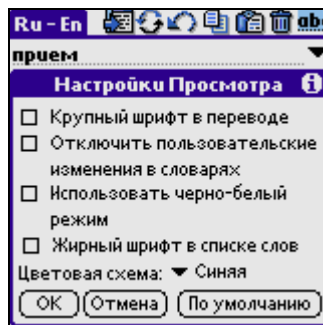 Ru - En ab
прием
Настройки Просмотра i
Крупный шрифт в переводе
Отключить пользовательские
изменения в словарях
Использовать черно-белый
режим
Жирный шрифт в списке слов
Цветовая схема: Синяя
OK Отмена По умолчанию